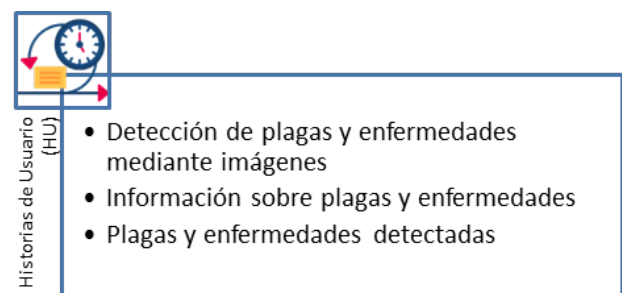 Historias de Usuario
(HU)
• Detección de plagas y enfermedades
mediante imágenes
• Información sobre plagas y enfermedades
• Plagas y enfermedades detectadas